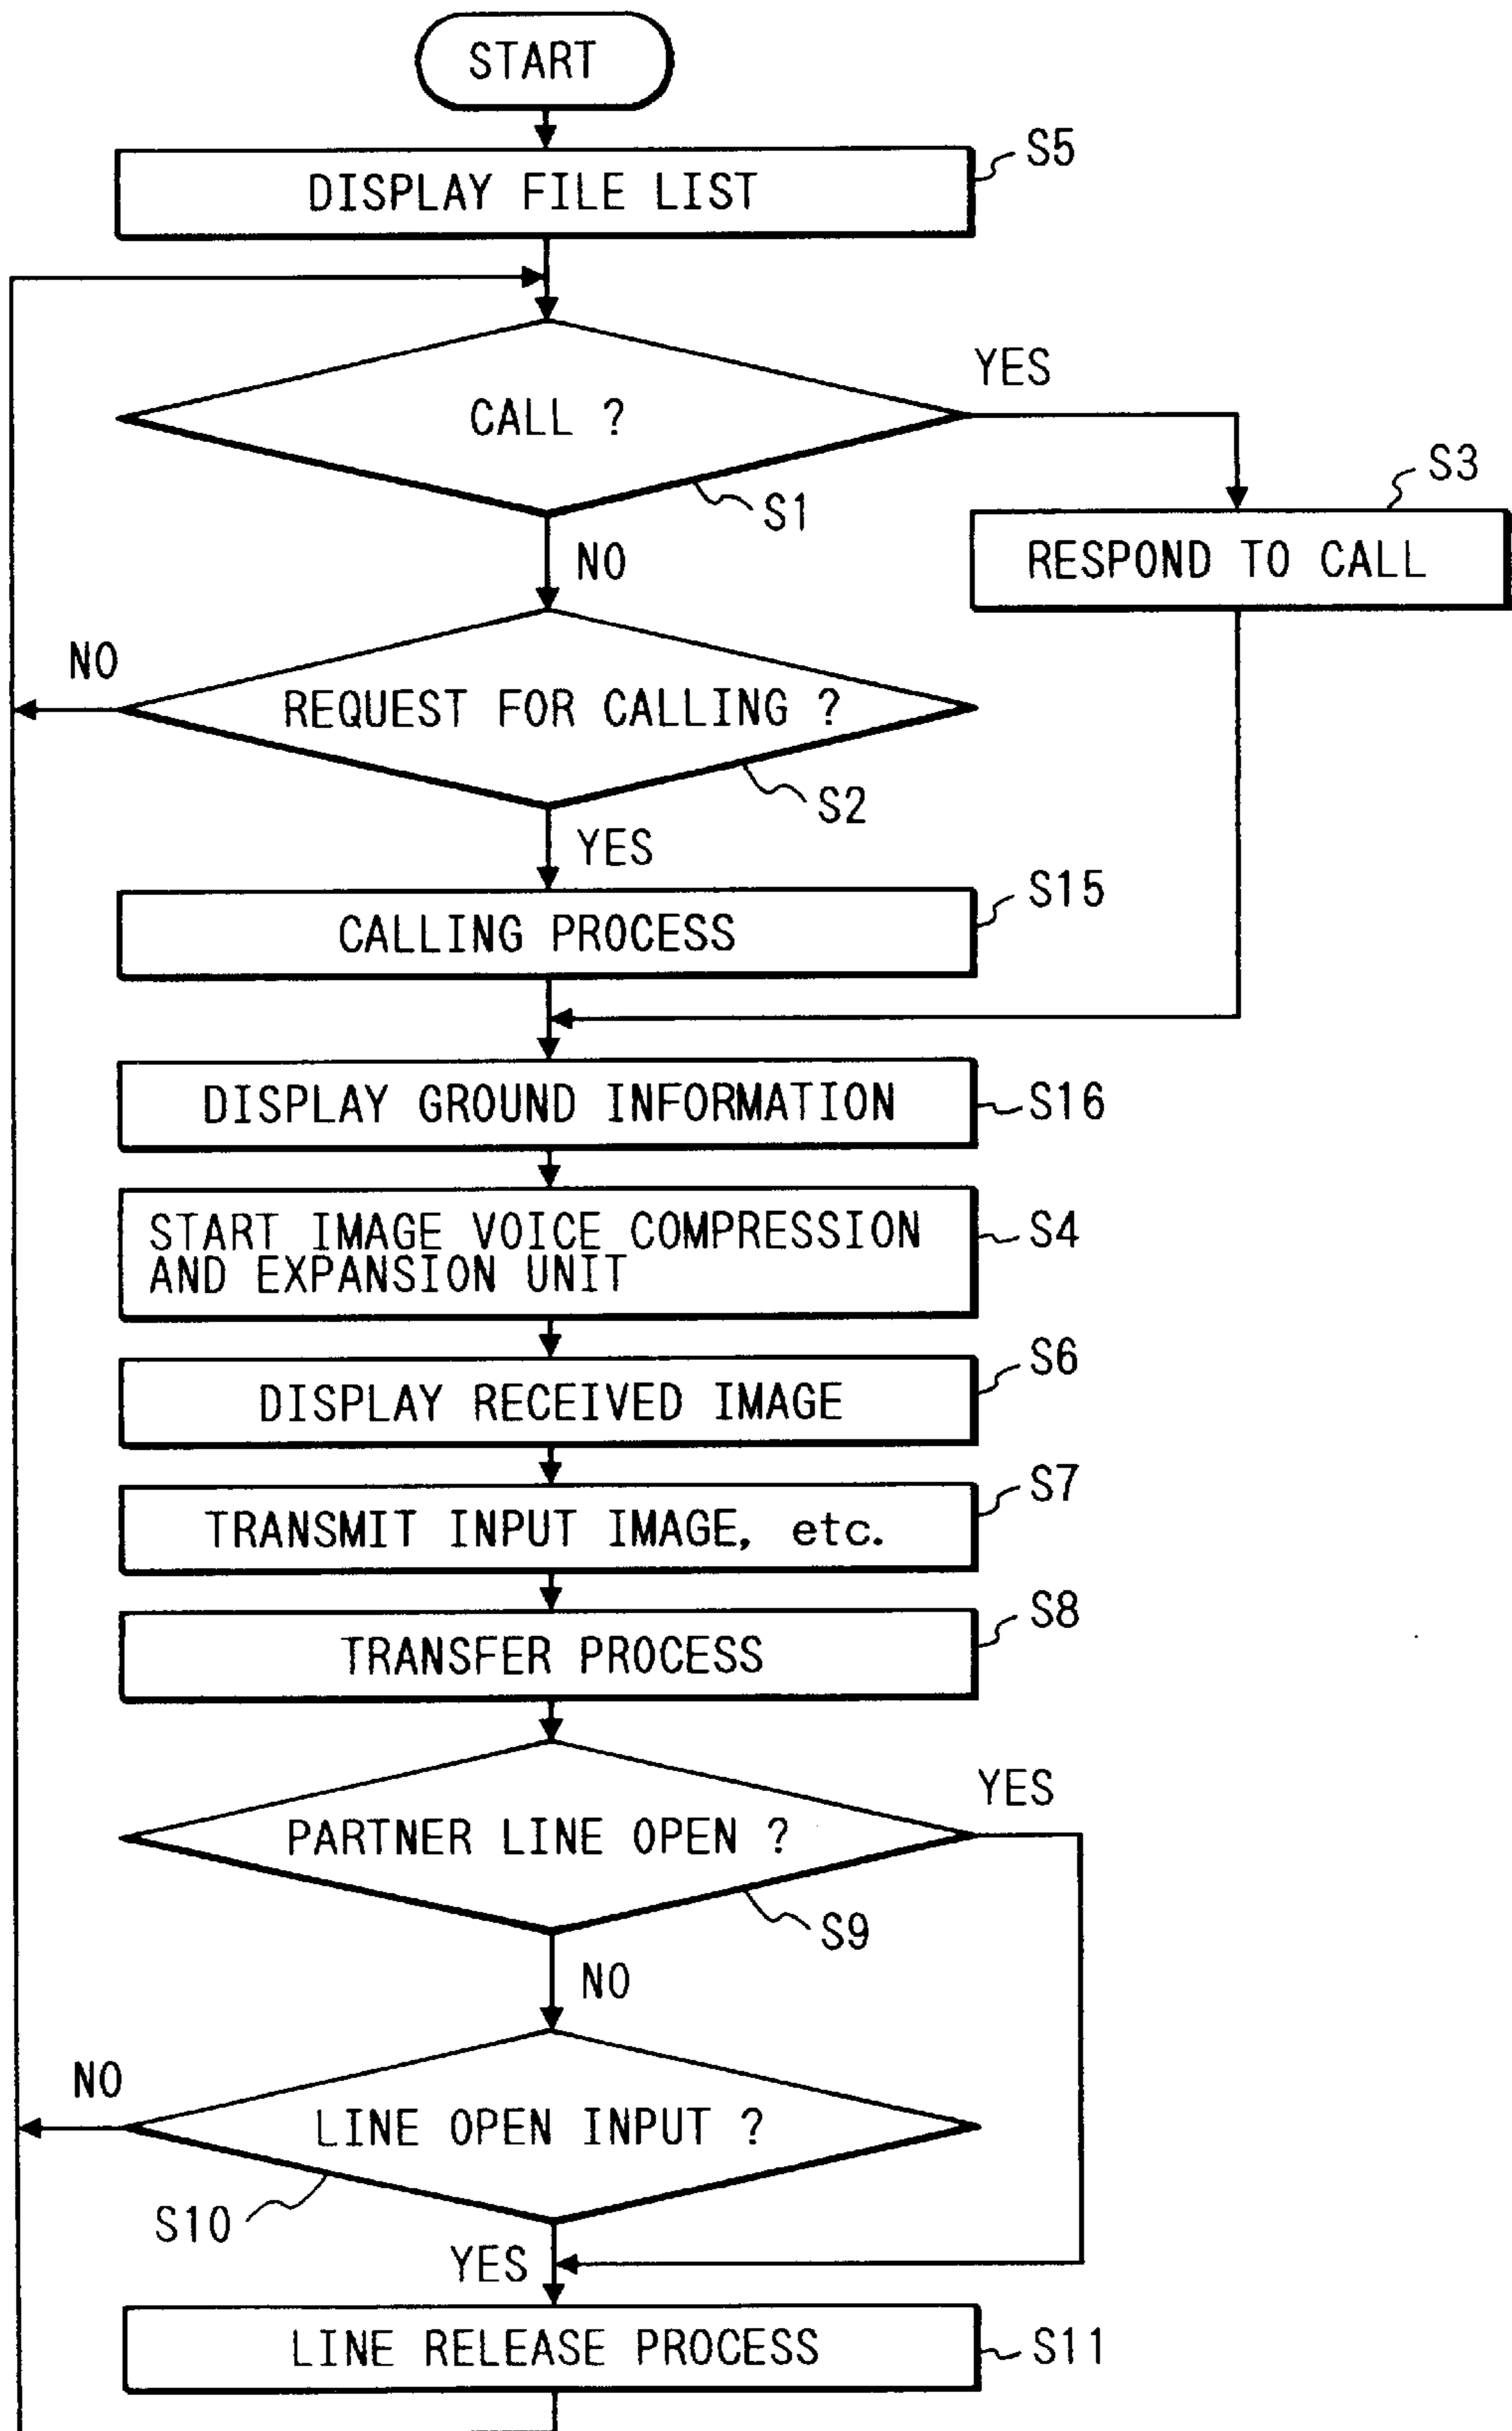 START
DISPLAY FILE LIST
S5
CALL ?
YES
S1
NO
S3
RESPOND TO CALL
NO
REQUEST FOR CALLING ?
S2
YES
S15
CALLING PROCESS
DISPLAY GROUND INFORMATION
S16
START IMAGE VOICE COMPRESSION
AND EXPANSION UNIT
S4
DISPLAY RECEIVED IMAGE
S6
TRANSMIT INPUT IMAGE, etc.
S7
TRANSFER PROCESS
S8
PARTNER LINE OPEN ?
YES
S9
NO
NO
LINE OPEN INPUT ?
S10
YES
LINE RELEASE PROCESS
S11